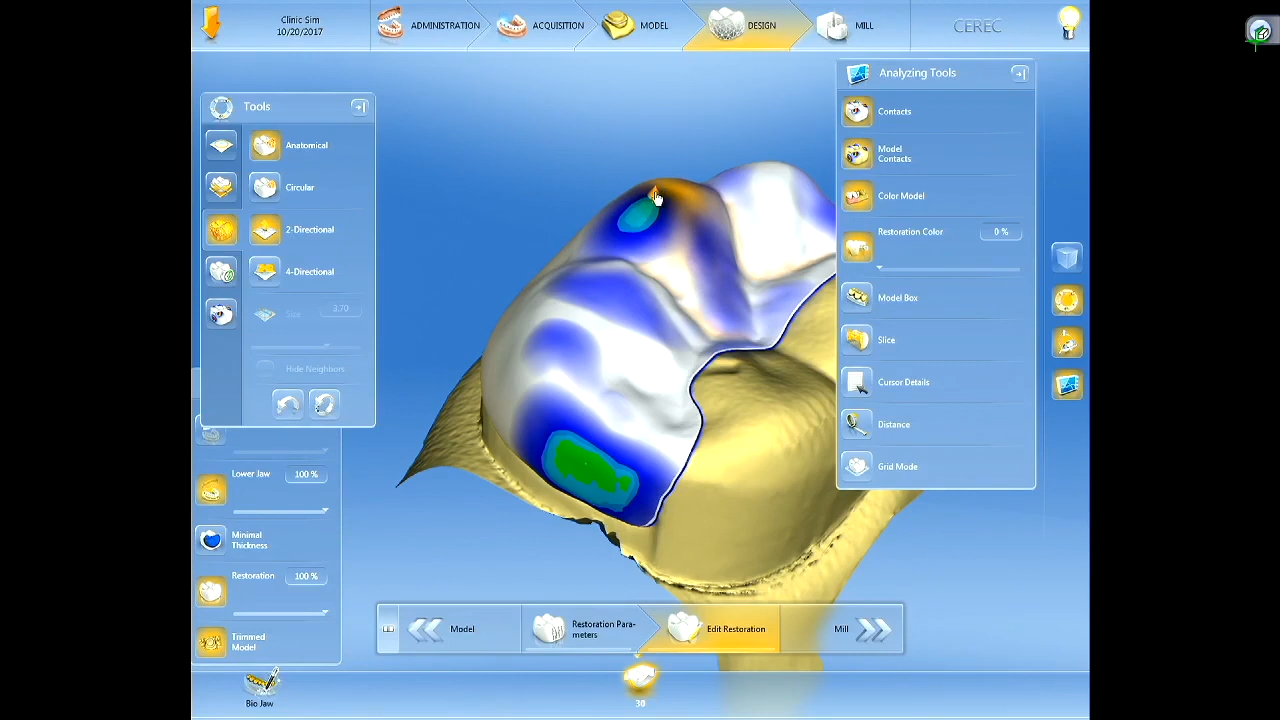 Clinic Sim
10/20/2017
ADMINISTRATION
ACQUISITION
MODEL
DESIGN
MILL
CEREC
Tools
Anatomical
Circular
2-Directional
4-Directional
Size
3.70
Hide Neighbours
Lower Jaw
100 %
Minimal
Thickness
Restoration
100 %
Trimmed
Model
Analyzing Tools
Contacts
Model
Contacts
Color Model
Restoration Color
0 %
Model Box
Slice
Cursor Details
Distance
Grid Mode
Model
Restoration Para-
meters
Edit Restoration
Mill
Bio Jaw
30